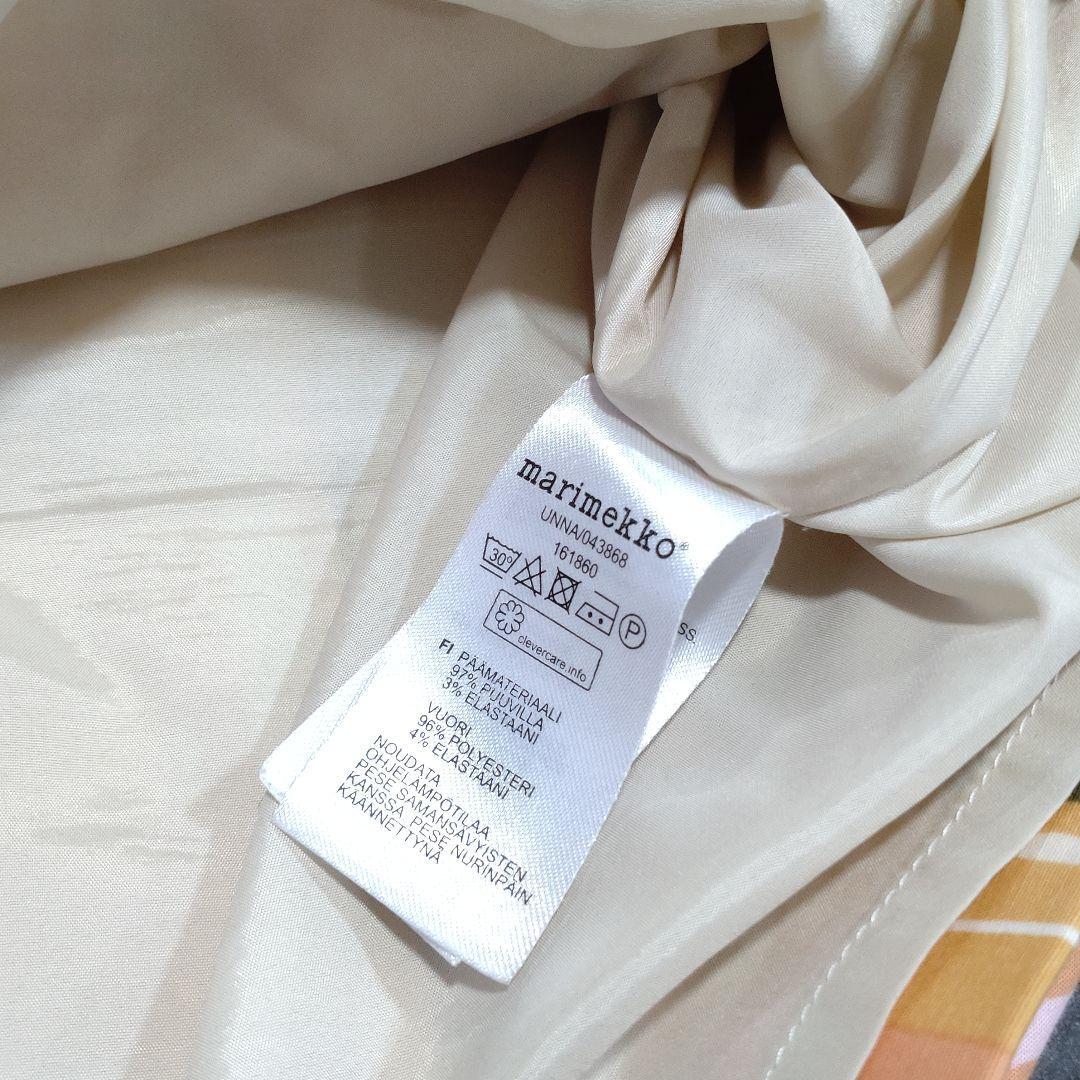 marimekko®
UNNA/043868
161860
30°
P
clevercare.info
SS.
FI PÄÄMATERIAALI
97% PUUVILLA
3% ELASTAANI
VUORI
96% POLYESTERI
4% ELASTAANI
NOUDATA
OHJELÄMPÖTILAA
PESE SAMANSÄVYISTEN
KANSSA. PESE NURINPÄIN
KÄÄNNETTYNÄ